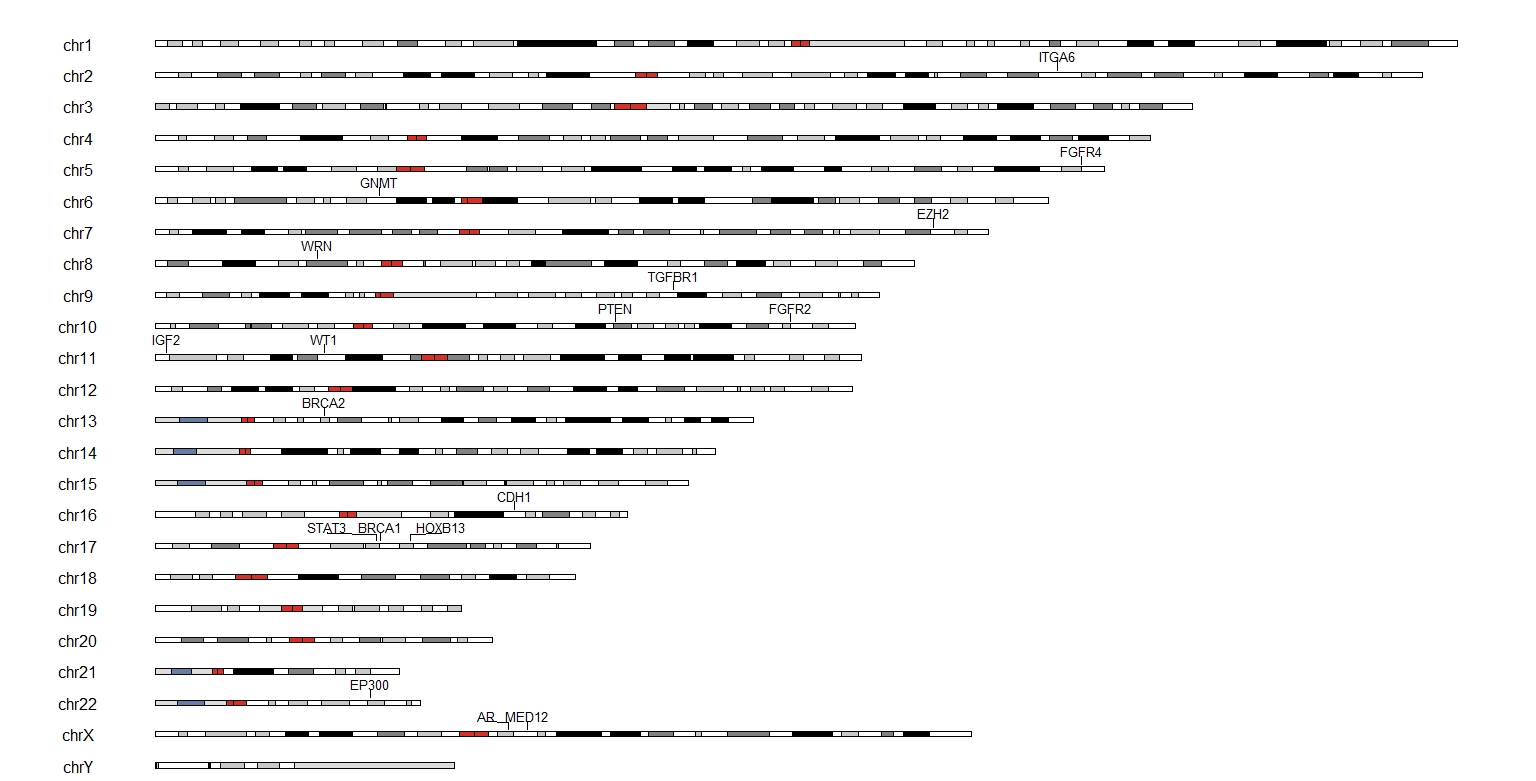 chr1
ITGA6
chr2
chr3
chr4
FGFR4
chr5
GNMT
chr6
EZH2
chr7
WRN
chr8
TGFBR1
chr9
PTEN FGFR2
chr10
IGF2 WT1
chr11
chr12
BRCA2
chr13
chr14
chr15
CDH1
chr16
STAT3 BRCA1 HOXB13
chr17
chr18
chr19
chr20
chr21
EP300
chr22
AR MED12
chrX
chrY